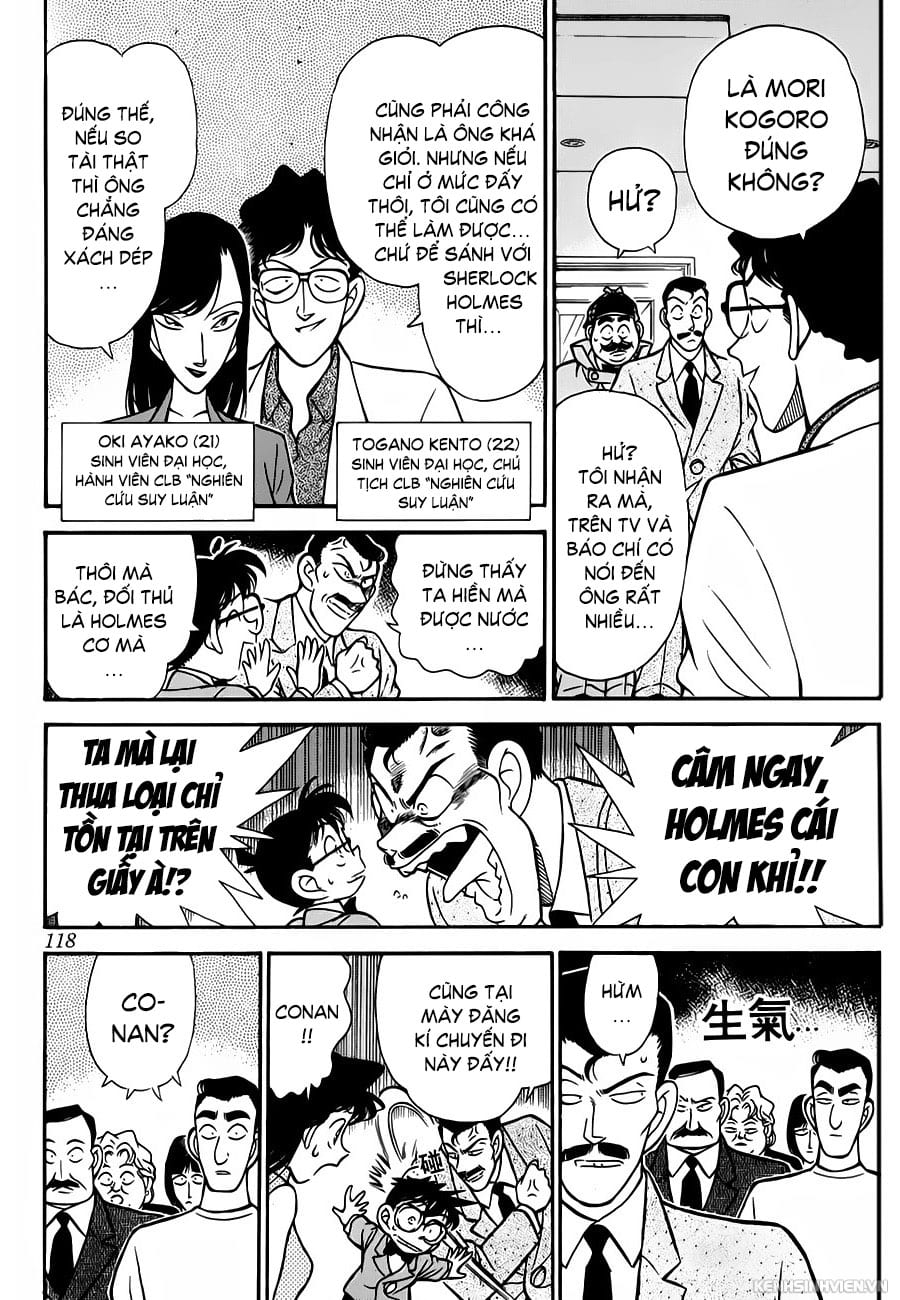 LÀ MORI
KOGORO
ĐÚNG
KHÔNG?
HỬ?
HỬ?
TÔI NHẬN
RA MÀ,
TRÊN TV VÀ
BÁO CHÍ CÓ
NÓI ĐẾN
ÔNG RẤT
NHIỀU...
CŨNG PHẢI CÔNG
NHẬN LÀ ÔNG KHÁ
GIỎI. NHƯNG NẾU
CHỈ Ở MỨC ĐẤY
THÔI, TÔI CŨNG CÓ
THỂ LÀM ĐƯỢC...
CHỨ ĐỂ SÁNH VỚI
SHERLOCK
HOLMES
THÌ...
ĐÚNG THẾ,
NẾU SO
TÀI THẬT
THÌ ÔNG
CHẲNG
ĐÁNG
XÁCH DÉP
...
TOGANO KENTO (22)
SINH VIÊN ĐẠI HỌC, CHỦ
TỊCH CLB "NGHIÊN CỨU
SUY LUẬN"
OKI AYAKO (21)
SINH VIÊN ĐẠI HỌC,
HÀNH VIÊN CLB "NGHIÊN
CỨU SUY LUẬN"
ĐỪNG THẤY
TA HIỀN MÀ
ĐƯỢC NƯỚC
...
THÔI MÀ
BÁC, ĐỐI THỦ
LÀ HOLMES
CƠ MÀ
...
CÂM NGAY,
HOLMES CÁI
CON KHỈ!!
TA MÀ LẠI
THUA LOẠI CHỈ
TỒN TẠI TRÊN
GIẤY À!?
118
生氣...
HỪM
...
CŨNG TẠI
MÀY ĐĂNG
KÍ CHUYẾN ĐI
NÀY ĐẤY!!
碰
CONAN
!!
CO-
NAN?
KENHSINHVIEN.VN